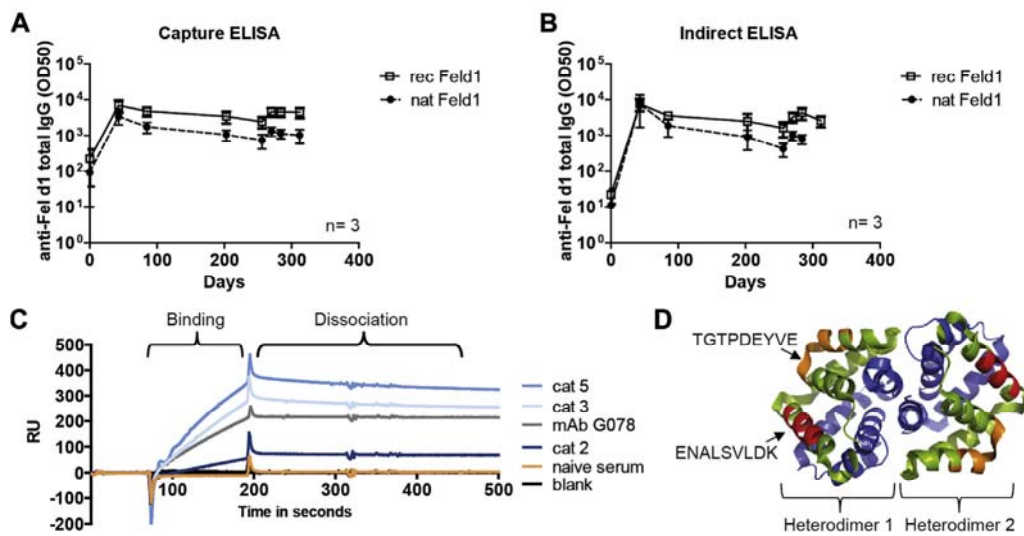 A
Capture ELISA
anti-Fel d1 total IgG (OD50)
10^5
10^4
10^3
10^2
10^1
10^0
0 100 200 300 400
Days
n= 3
rec Feld1
nat Feld1
B
Indirect ELISA
anti-Fel d1 total IgG (OD50)
10^5
10^4
10^3
10^2
10^1
10^0
0 100 200 300 400
Days
n= 3
rec Feld1
nat Feld1
C
Binding
Dissociation
RU
500
400
300
200
100
0
-100
-200
100 200 300 400 500
Time in seconds
cat 5
cat 3
mAb G078
cat 2
naive serum
blank
D
TGTPDEYVE
ENALSVLDK
Heterodimer 1 Heterodimer 2